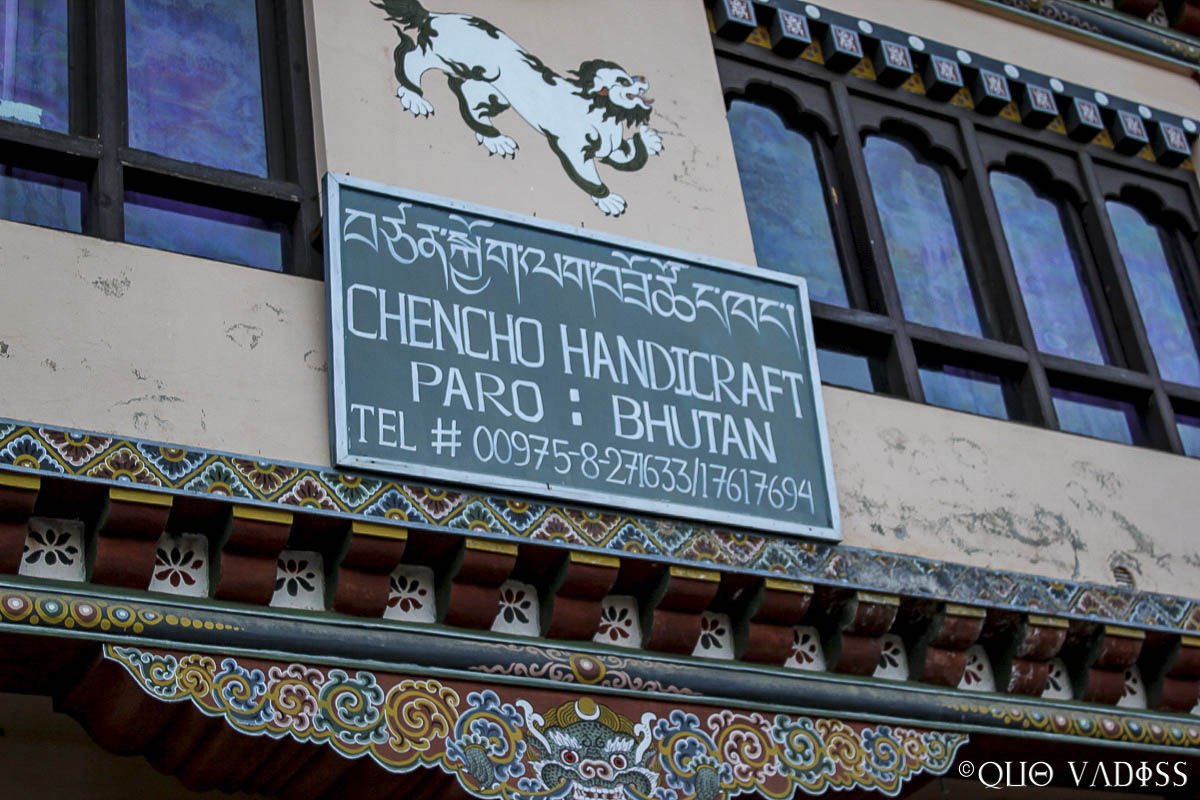 CHENCHO HANDICRAFT
PARO : BHUTAN
TEL # 00975-8-271633/17617694
©QUO VADISS